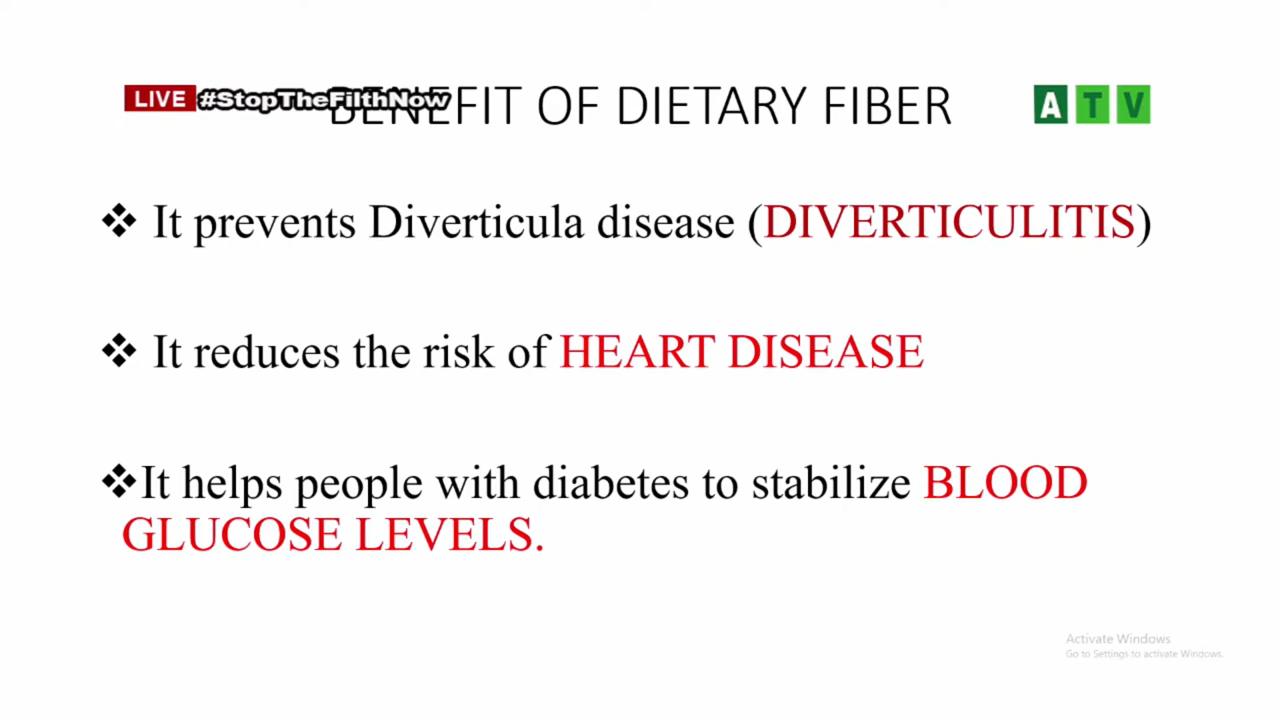 LIVE #StopTheFilthNow
BENEFIT OF DIETARY FIBER
ATV
❖ It prevents Diverticula disease (DIVERTICULITIS)
❖ It reduces the risk of HEART DISEASE
❖It helps people with diabetes to stabilize BLOOD
GLUCOSE LEVELS.
Activate Windows
Go to Settings to activate Windows.